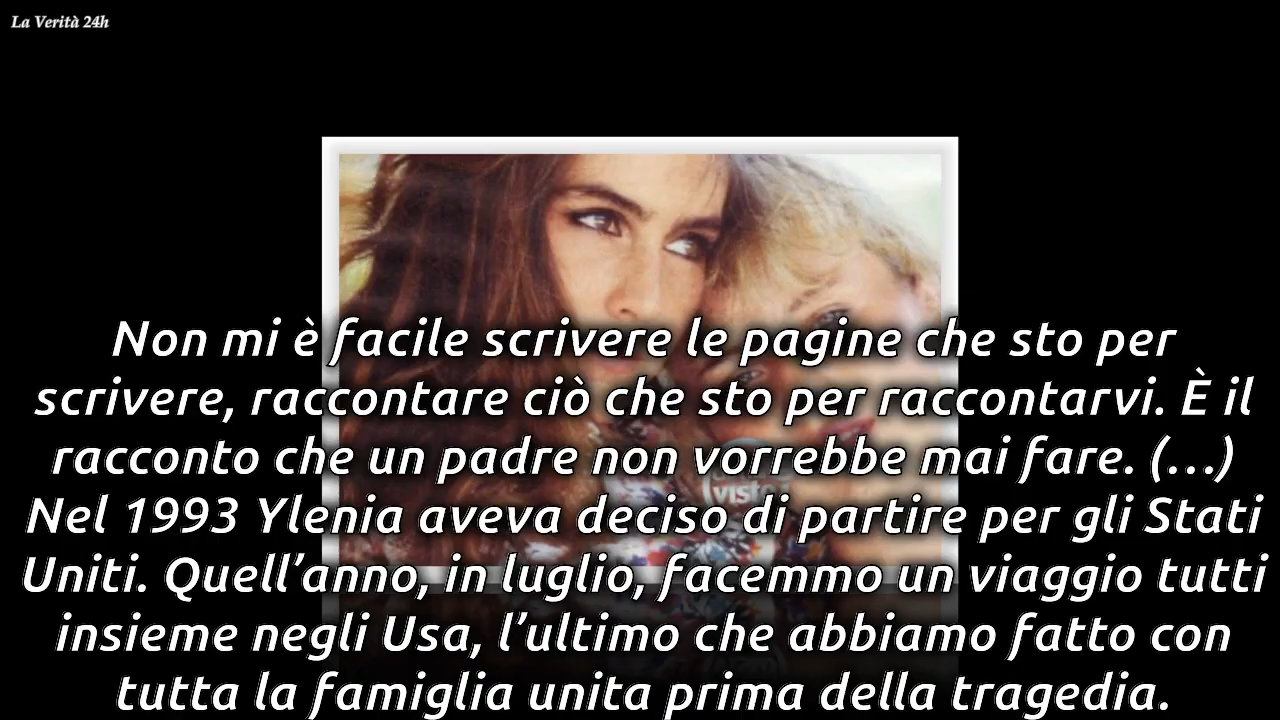 La Verità 24h
Non mi è facile scrivere le pagine che sto per
scrivere, raccontare ciò che sto per raccontarvi. È il
racconto che un padre non vorrebbe mai fare. (…)
Nel 1993 Ylenia aveva deciso di partire per gli Stati
Uniti. Quell’anno, in luglio, facemmo un viaggio tutti
insieme negli Usa, l’ultimo che abbiamo fatto con
tutta la famiglia unita prima della tragedia.
visto